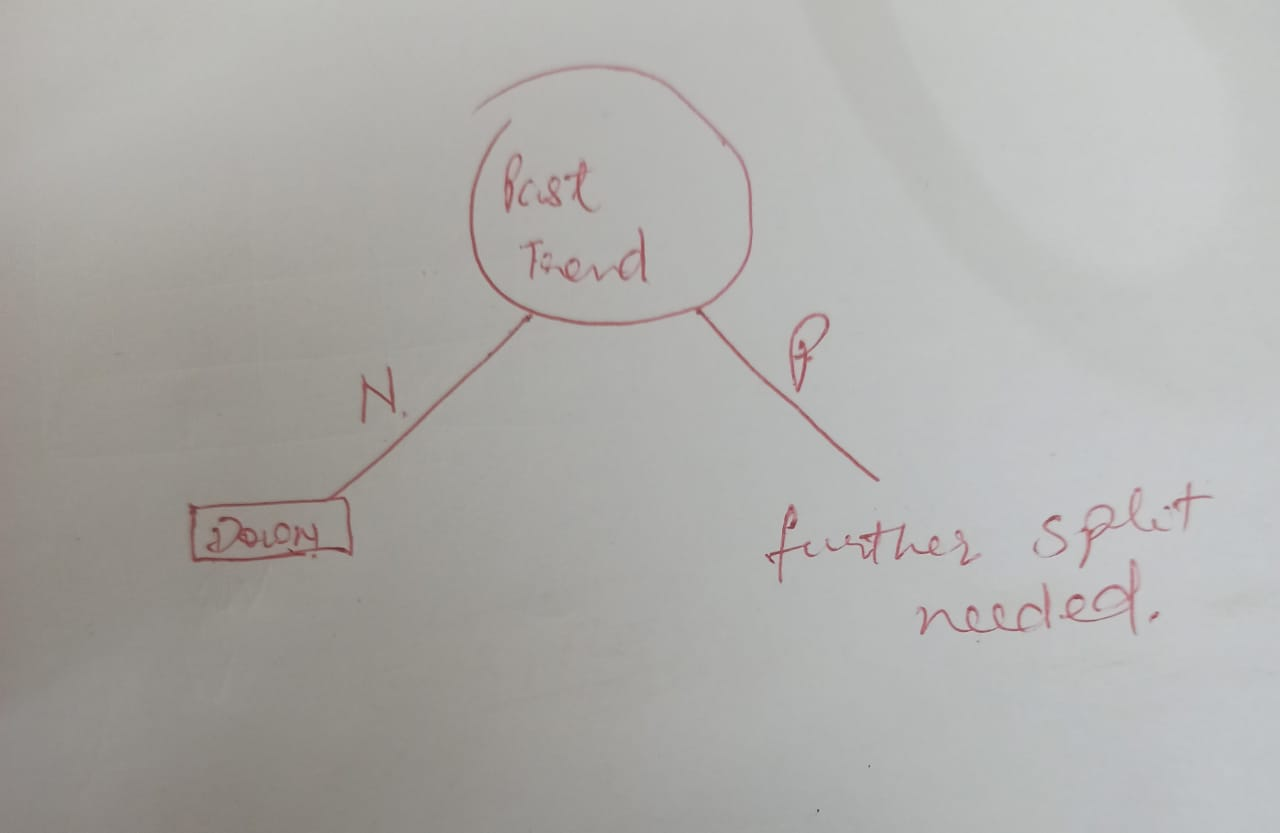 Past
Trend
N.
P
Down
further split
needed.